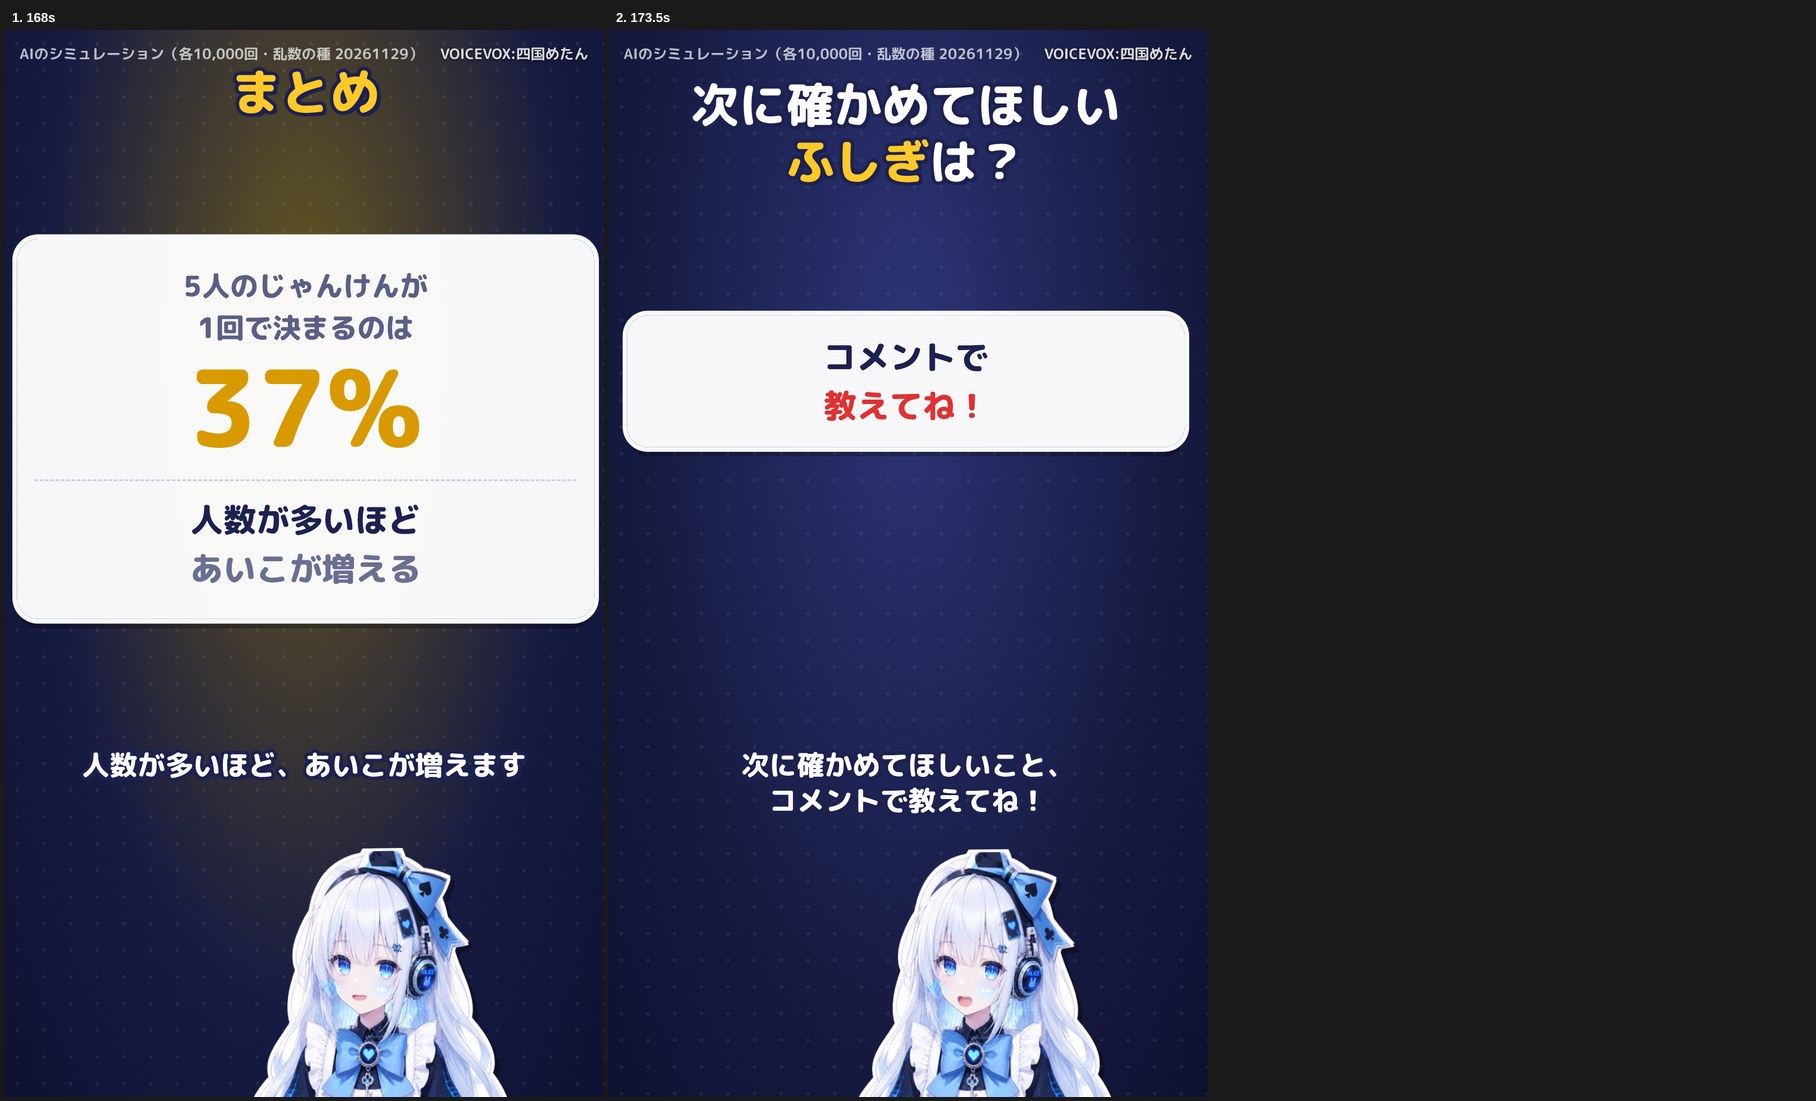 1. 168s
AIのシミュレーション（各10,000回・乱数の種 20261129）
VOICEVOX:四国めたん
まとめ
5人のじゃんけんが
1回で決まるのは
37%
人数が多いほど
あいこが増える
人数が多いほど、あいこが増えます
2. 173.5s
AIのシミュレーション（各10,000回・乱数の種 20261129）
VOICEVOX:四国めたん
次に確かめてほしい
ふしぎは？
コメントで
教えてね！
次に確かめてほしいこと、
コメントで教えてね！